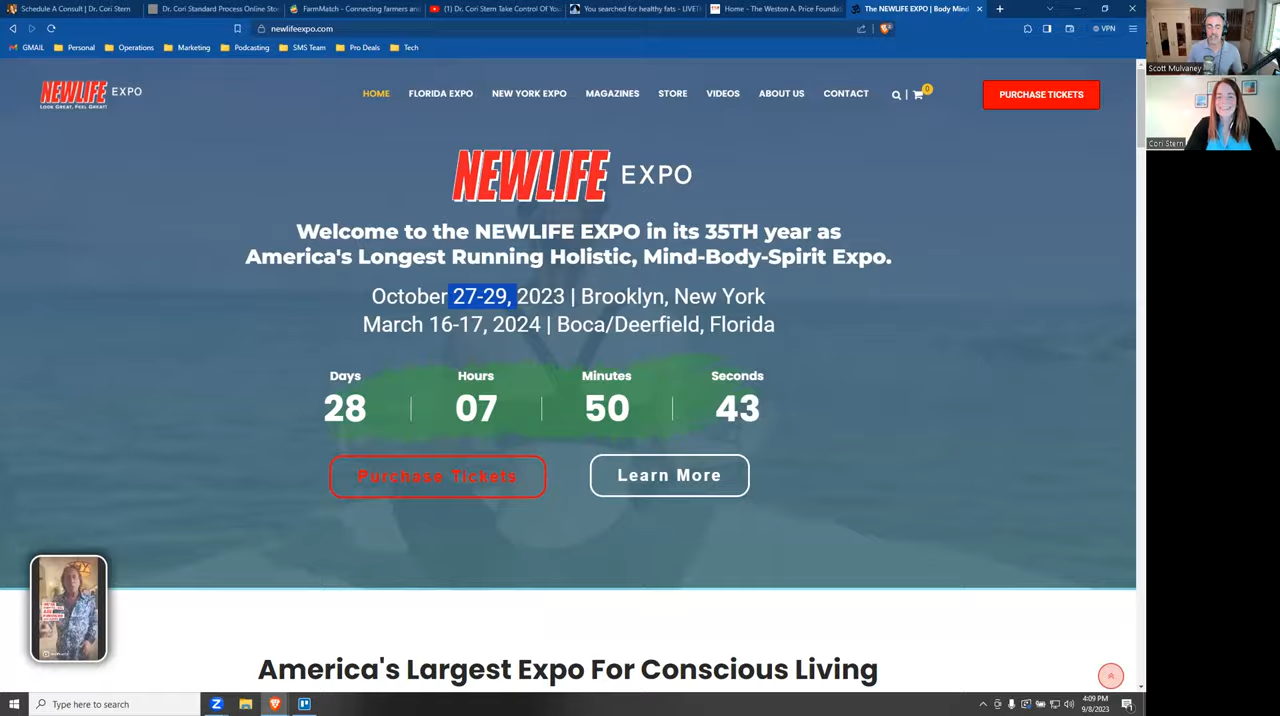 Schedule A Consult | Dr. Cori Stern
Dr. Cori Standard Process Online Sto
FarmMatch - Connecting farmers and
(1) Dr. Cori Stern Take Control Of You
You searched for healthy fats - LIVET
Home - The Weston A. Price Founda
The NEWLIFE EXPO | Body Mind
newlifeexpo.com
VPN
GMAIL
Personal
Operations
Marketing
Podcasting
SMS Team
Pro Deals
Tech
Scott Mulvaney
Cori Stern
NEWLIFE EXPO
LOOK GREAT, FEEL GREAT!
HOME
FLORIDA EXPO
NEW YORK EXPO
MAGAZINES
STORE
VIDEOS
ABOUT US
CONTACT
0
PURCHASE TICKETS
NEWLIFE EXPO
Welcome to the NEWLIFE EXPO in its 35TH year as
America's Longest Running Holistic, Mind-Body-Spirit Expo.
October 27-29, 2023 | Brooklyn, New York
March 16-17, 2024 | Boca/Deerfield, Florida
Days Hours Minutes Seconds
28 07 50 43
Purchase Tickets
Learn More
America's Largest Expo For Conscious Living
Type here to search
4:09 PM
9/8/2023